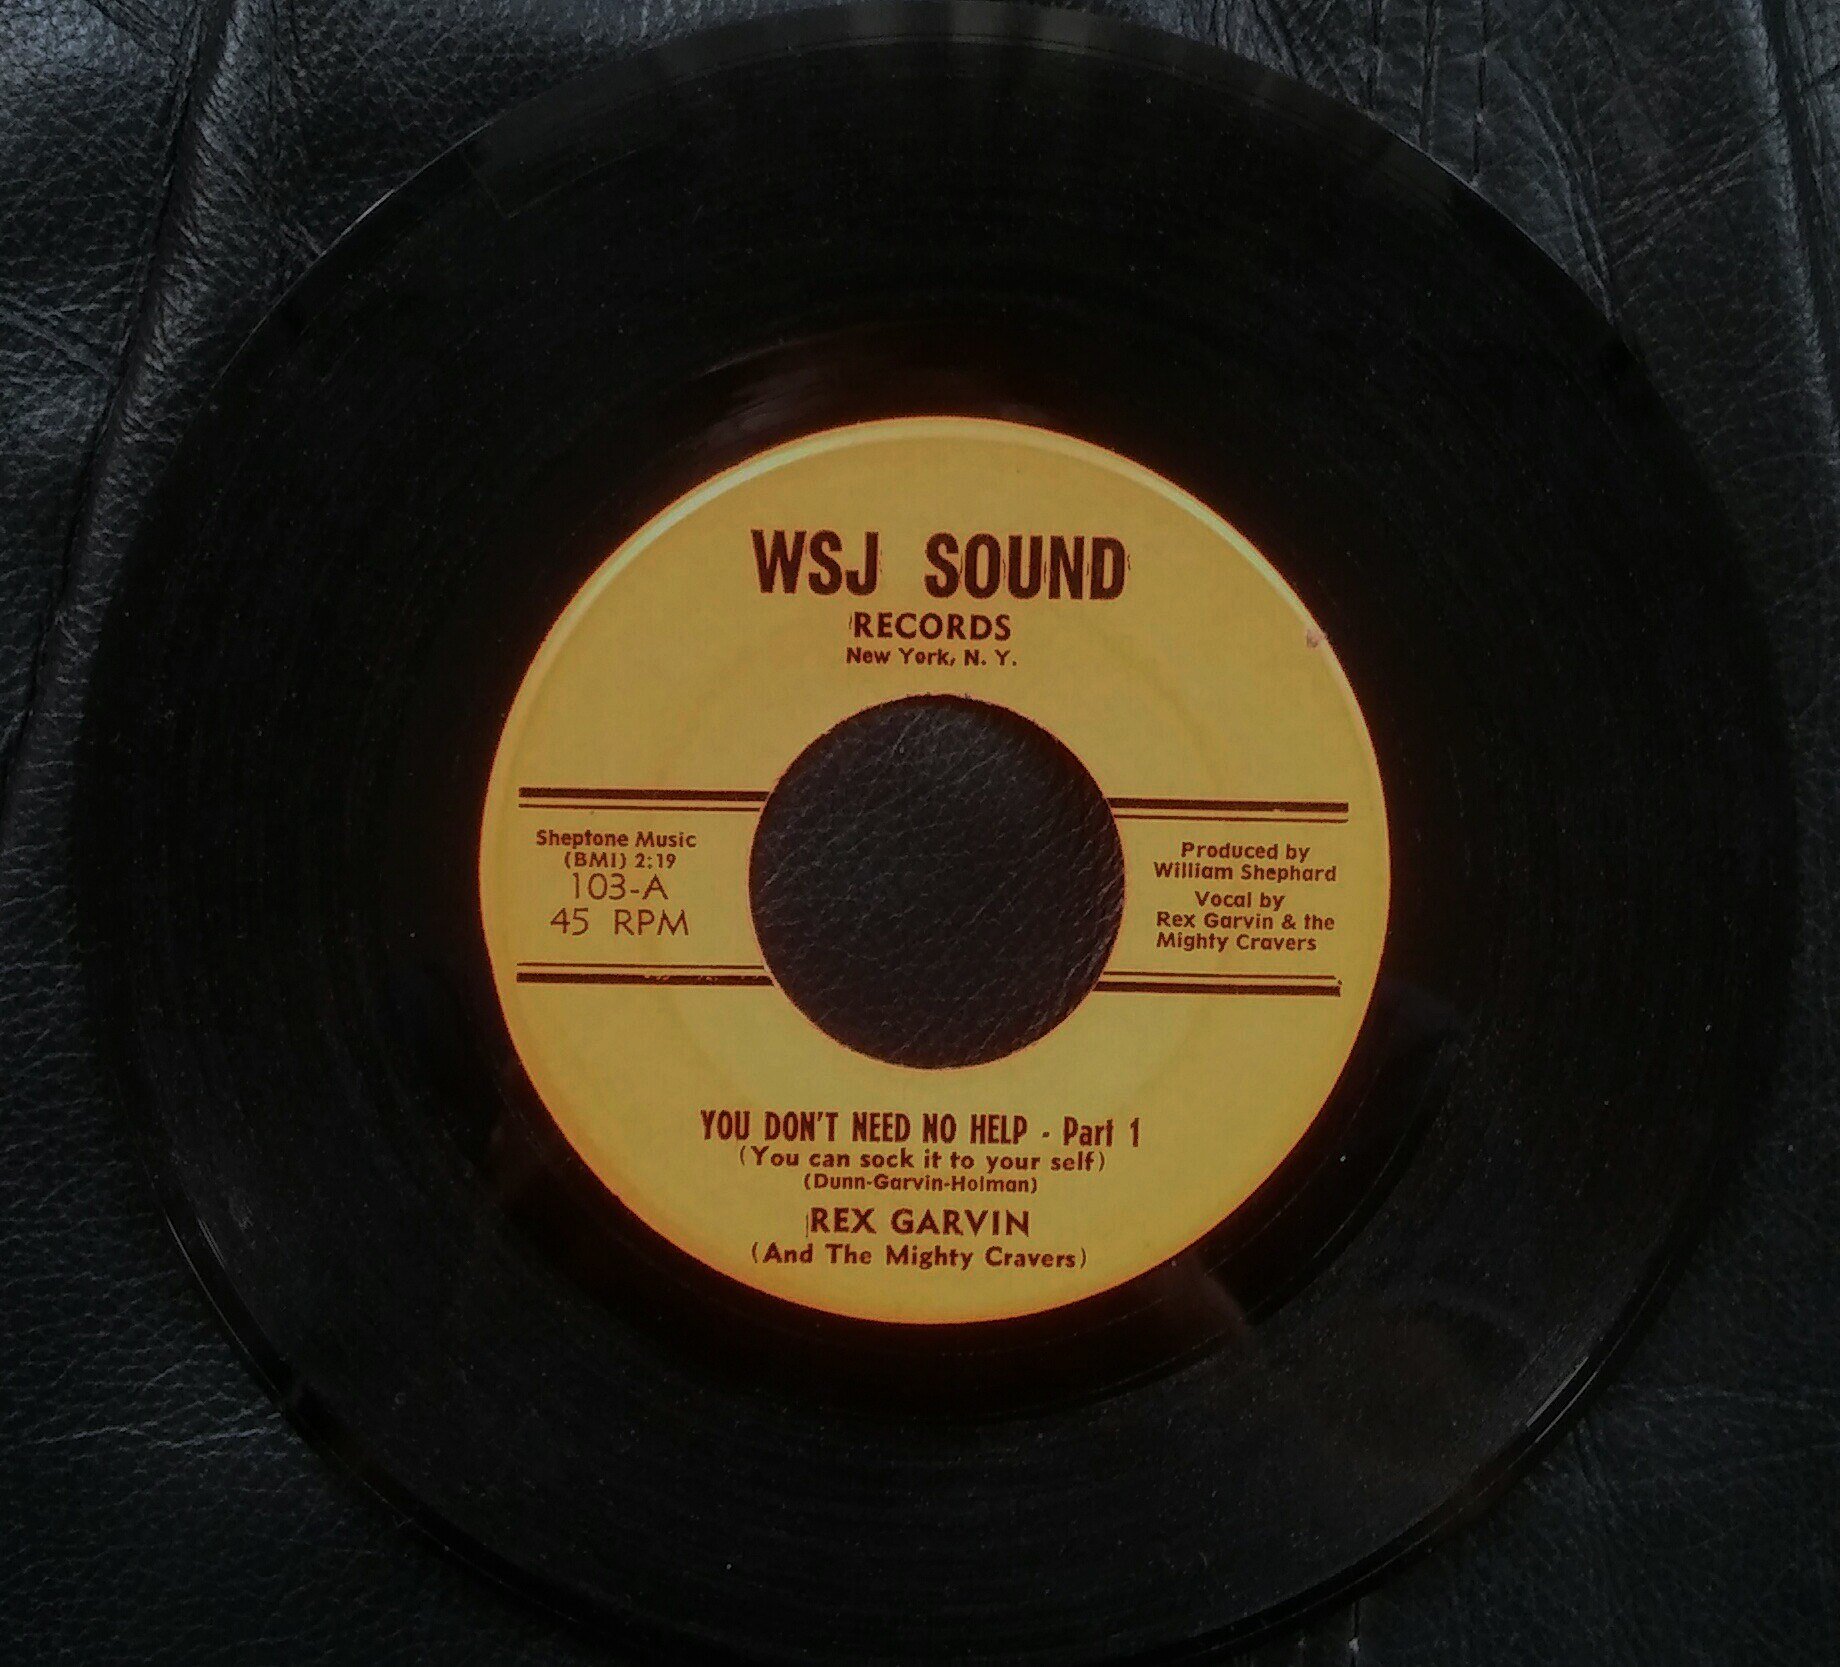 WSJ SOUND
RECORDS
New York, N. Y.
Sheptone Music
(BMI) 2:19
103-A
45 RPM
Produced by
William Shephard
Vocal by
Rex Garvin & the
Mighty Cravers
YOU DON'T NEED NO HELP - Part 1
(You can sock it to your self)
(Dunn-Garvin-Holman)
REX GARVIN
(And The Mighty Cravers)